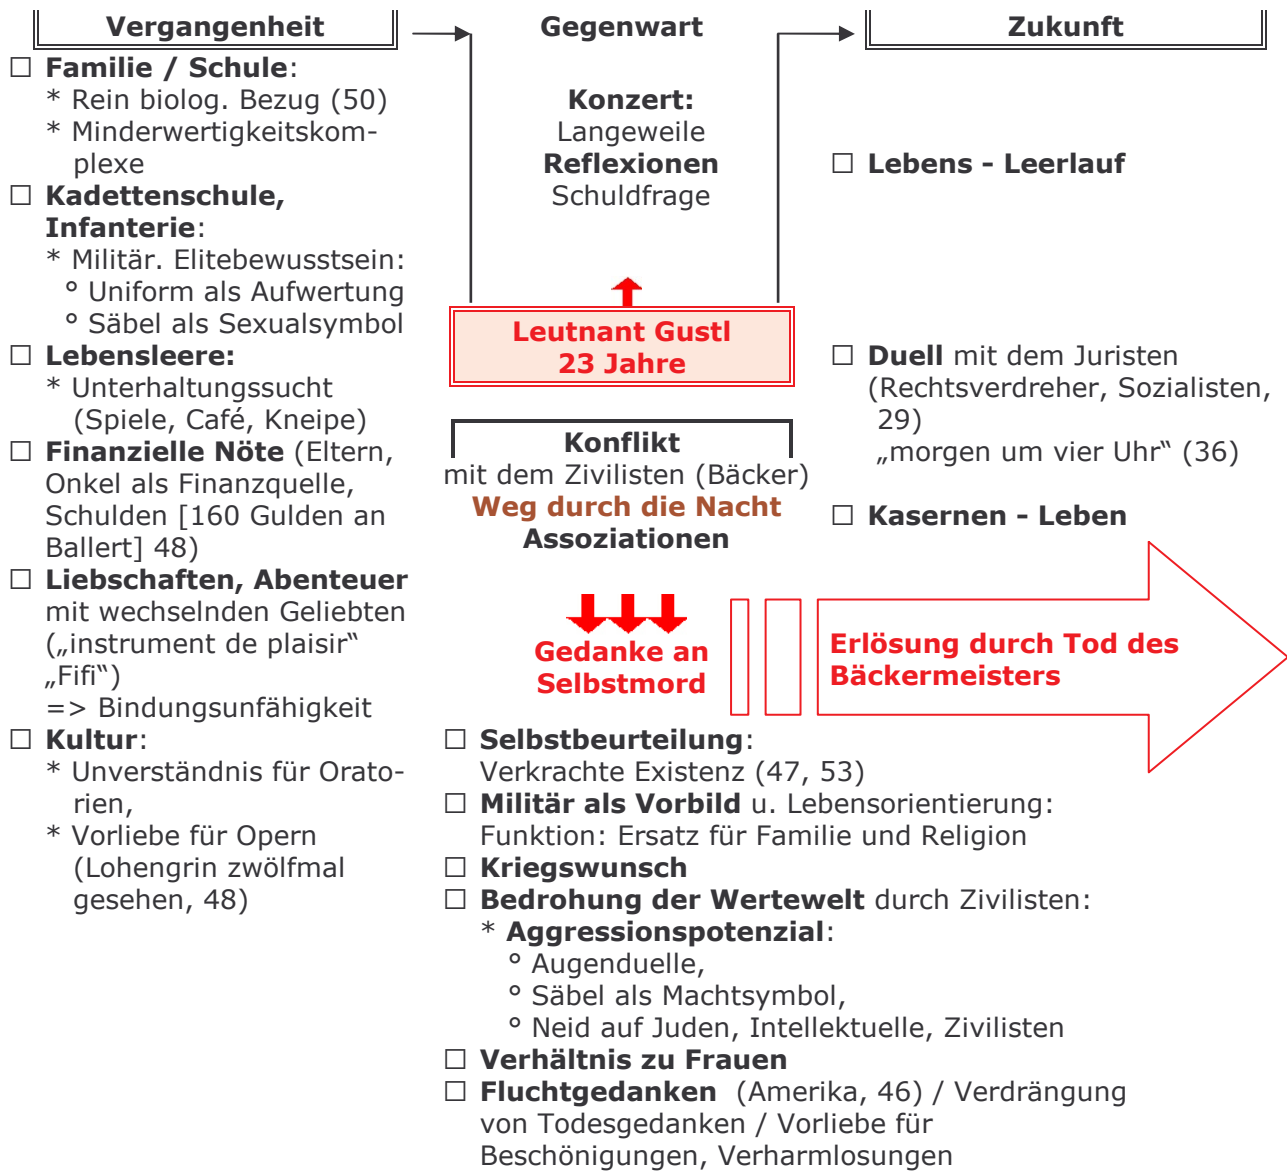 Vergangenheit
☐ Familie / Schule:
* Rein biolog. Bezug (50)
* Minderwertigkeitskom-
plexe
☐ Kadettenschule,
Infanterie:
* Militär. Elitebewusstsein:
° Uniform als Aufwertung
° Säbel als Sexualsymbol
☐ Lebensleere:
* Unterhaltungssucht
(Spiele, Café, Kneipe)
☐ Finanzielle Nöte (Eltern,
Onkel als Finanzquelle,
Schulden [160 Gulden an
Ballert] 48)
☐ Liebschaften, Abenteuer
mit wechselnden Geliebten
(„instrument de plaisir“
„Fifi“)
=> Bindungsunfähigkeit
☐ Kultur:
* Unverständnis für Orato-
rien,
* Vorliebe für Opern
(Lohengrin zwölfmal
gesehen, 48)
Gegenwart
Konzert:
Langeweile
Reflexionen
Schuldfrage
Leutnant Gustl
23 Jahre
Konflikt
mit dem Zivilisten (Bäcker)
Weg durch die Nacht
Assoziationen
Gedanke an
Selbstmord
☐ Selbstbeurteilung:
Verkrachte Existenz (47, 53)
☐ Militär als Vorbild u. Lebensorientierung:
Funktion: Ersatz für Familie und Religion
☐ Kriegswunsch
☐ Bedrohung der Wertewelt durch Zivilisten:
* Aggressionspotenzial:
° Augenduelle,
° Säbel als Machtsymbol,
° Neid auf Juden, Intellektuelle, Zivilisten
☐ Verhältnis zu Frauen
☐ Fluchtgedanken (Amerika, 46) / Verdrängung
von Todesgedanken / Vorliebe für
Beschönigungen, Verharmlosungen
Zukunft
☐ Lebens - Leerlauf
☐ Duell mit dem Juristen
(Rechtsverdreher, Sozialisten,
29)
„morgen um vier Uhr“ (36)
☐ Kasernen - Leben
Erlösung durch Tod des
Bäckermeisters